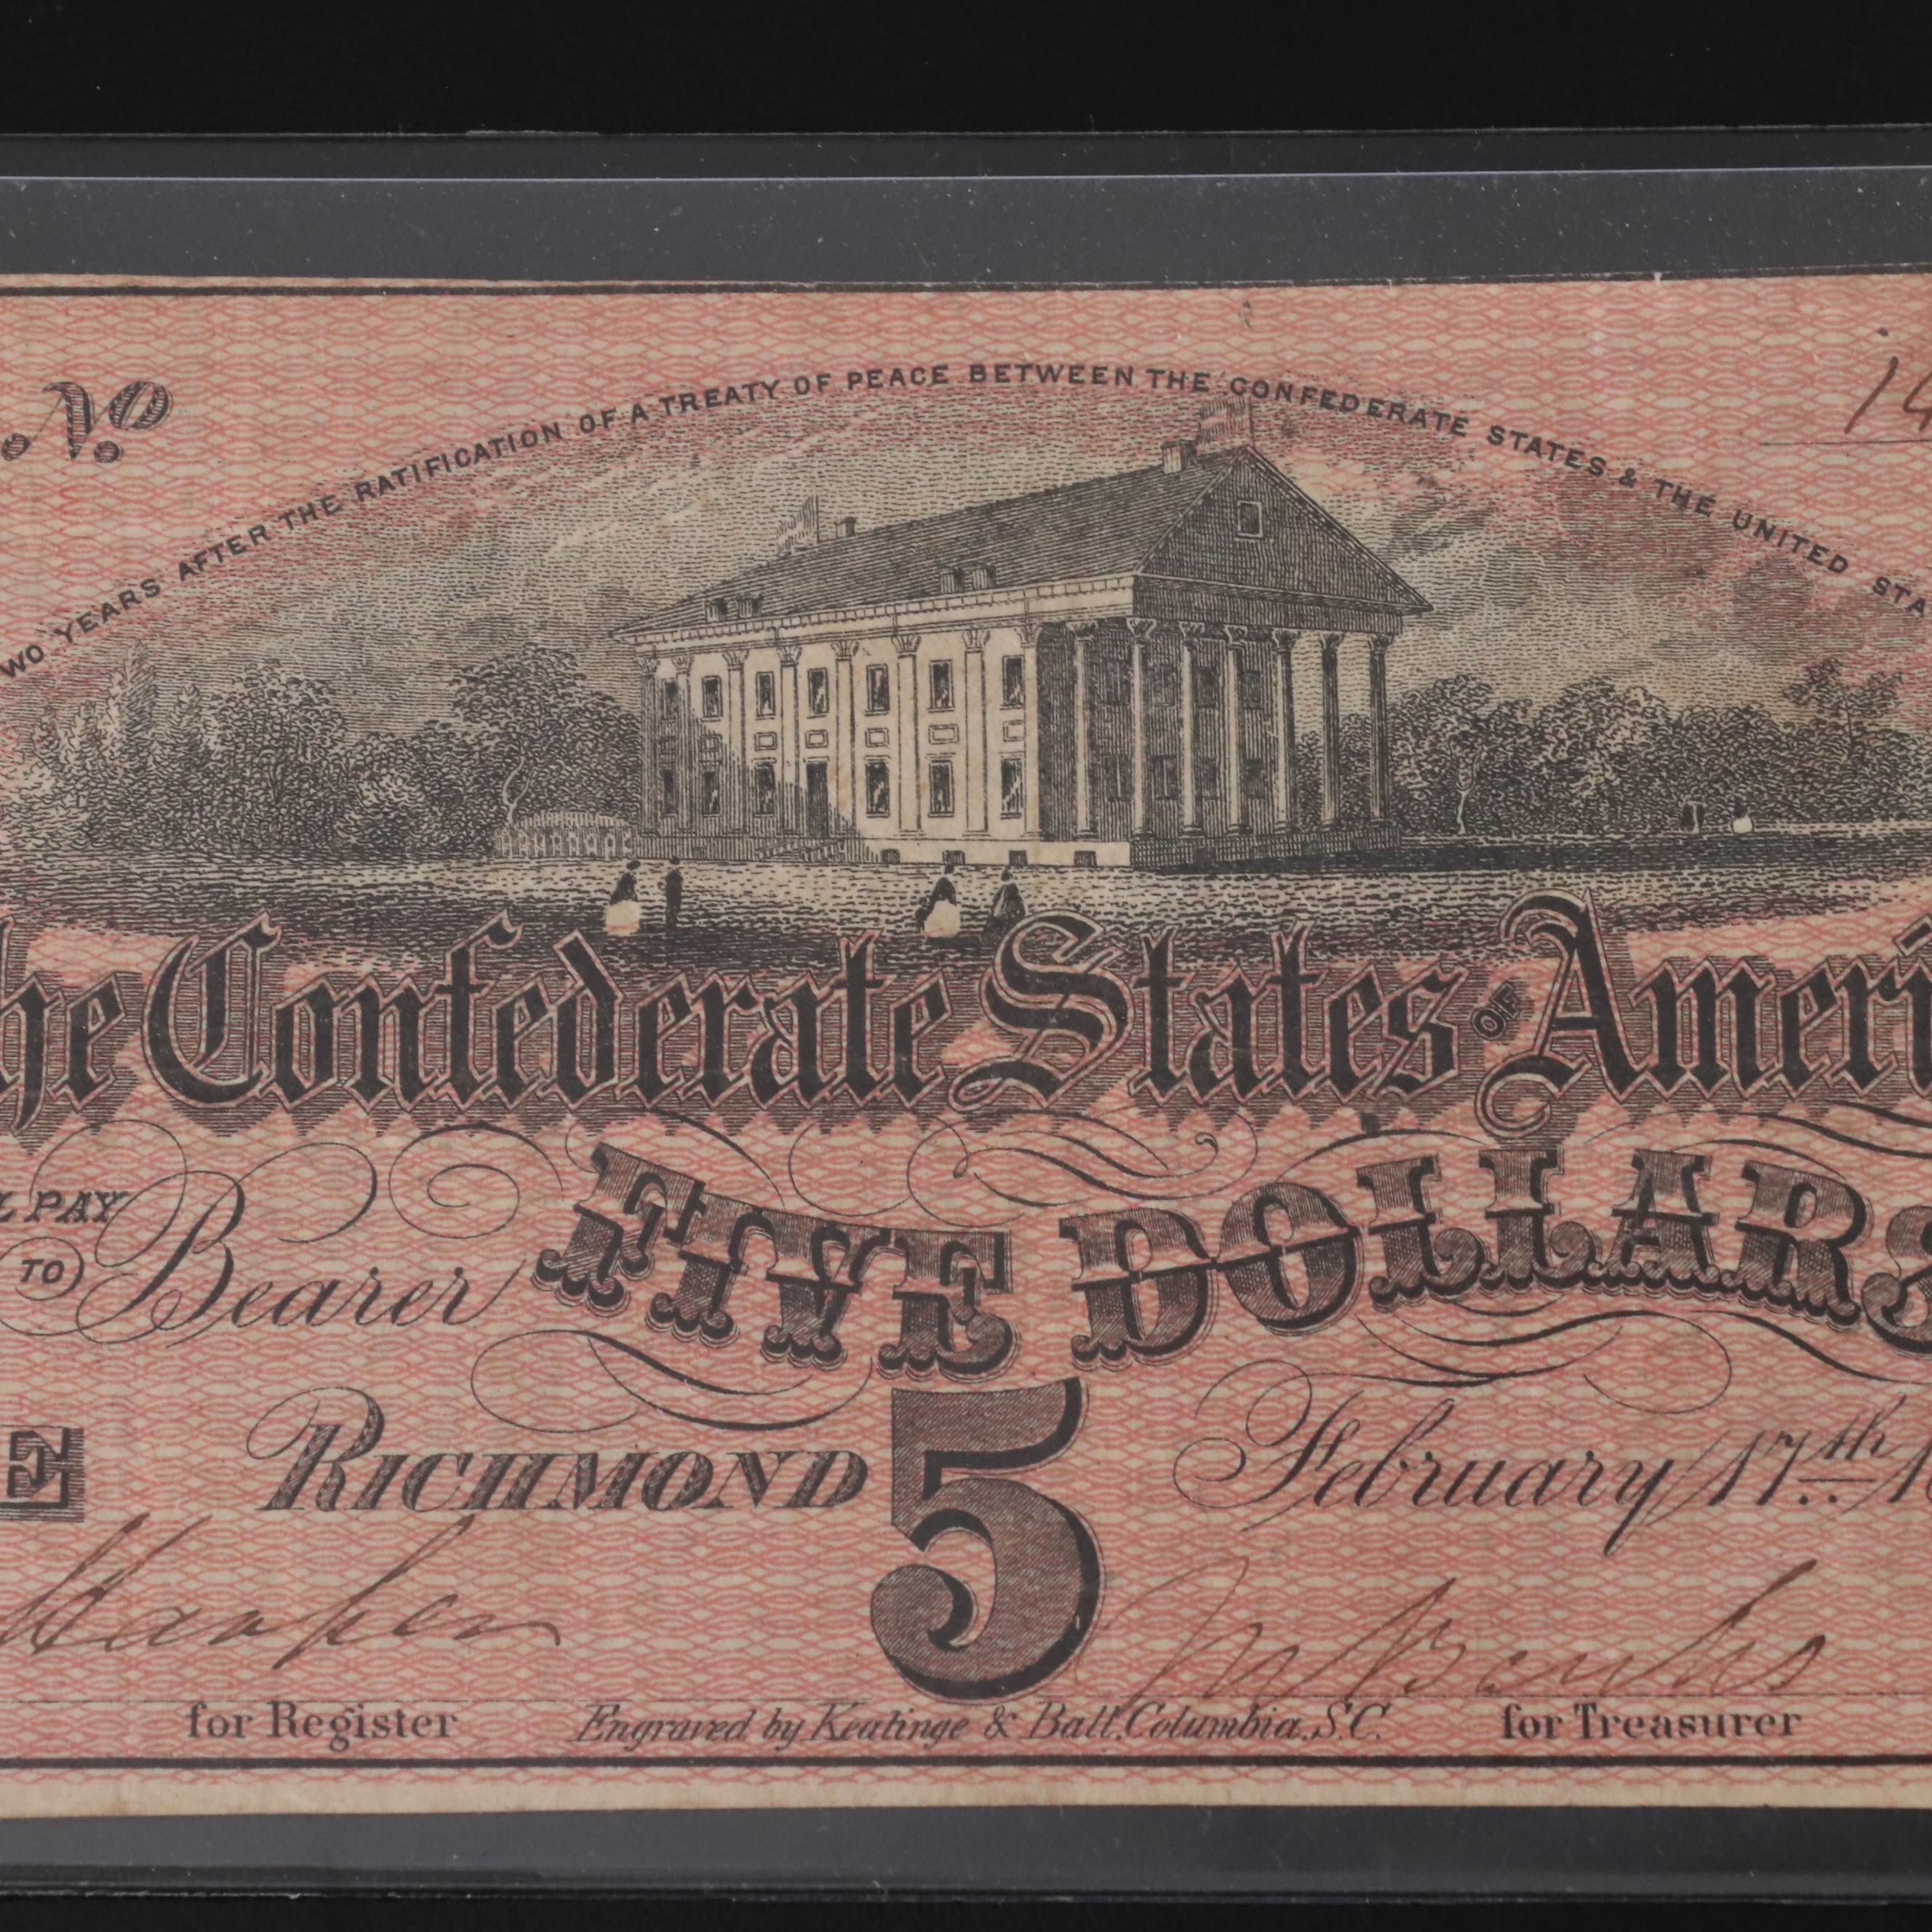 No
14
WO YEARS AFTER THE RATIFICATION OF A TREATY OF PEACE BETWEEN THE CONFEDERATE STATES & THE UNITED STA
he Confederate States OF Ameri
L PAY
TO Bearer FIVE DOLLARS
E RICHMOND 5 February 17th 1
for Register Engraved by Keatinge & Ball, Columbia, S.C. for Treasurer